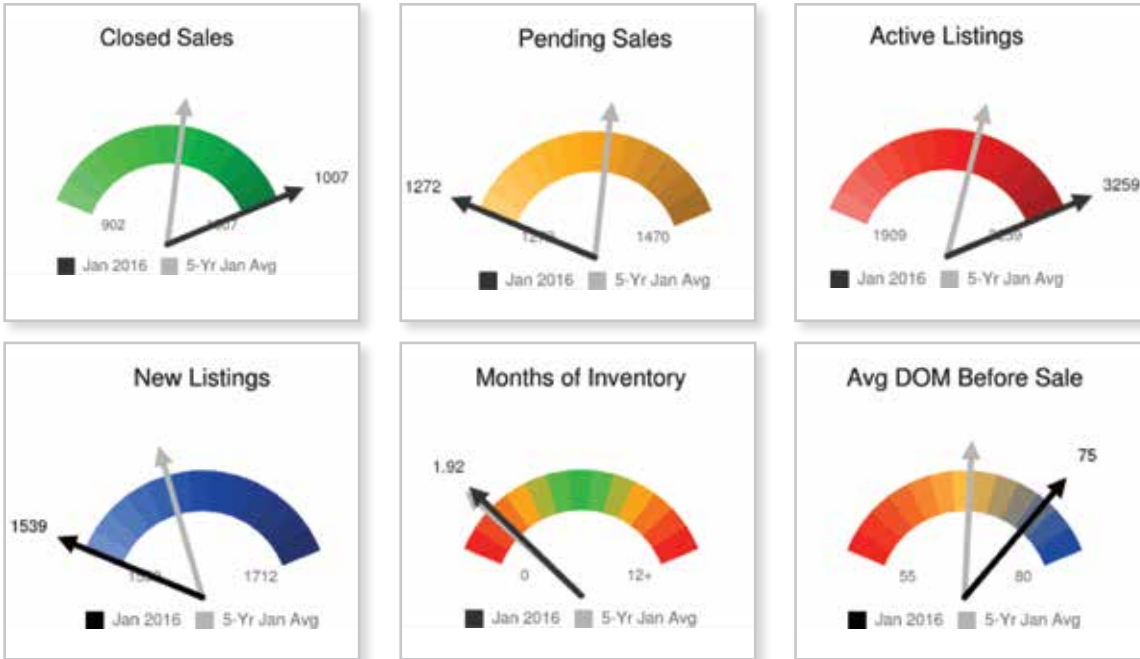 Closed Sales
1007
902
Jan 2016 5-Yr Jan Avg
Pending Sales
1272
1470
Jan 2016 5-Yr Jan Avg
Active Listings
3259
1909
Jan 2016 5-Yr Jan Avg
New Listings
1539
1712
Jan 2016 5-Yr Jan Avg
Months of Inventory
1.92
0 12+
Jan 2016 5-Yr Jan Avg
Avg DOM Before Sale
75
55 80
Jan 2016 5-Yr Jan Avg